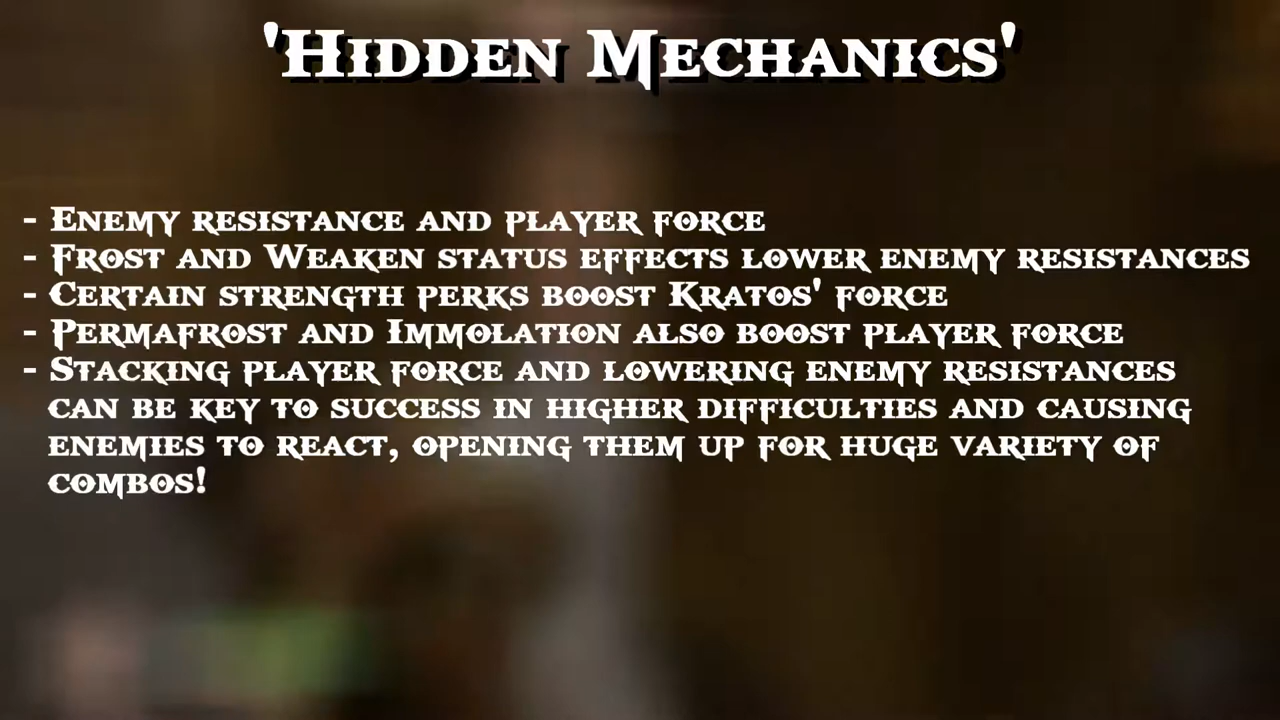 'Hidden Mechanics'
- Enemy resistance and player force
- Frost and Weaken status effects lower enemy resistances
- Certain strength perks boost Kratos' force
- Permafrost and Immolation also boost player force
- Stacking player force and lowering enemy resistances
can be key to success in higher difficulties and causing
enemies to react, opening them up for huge variety of
combos!